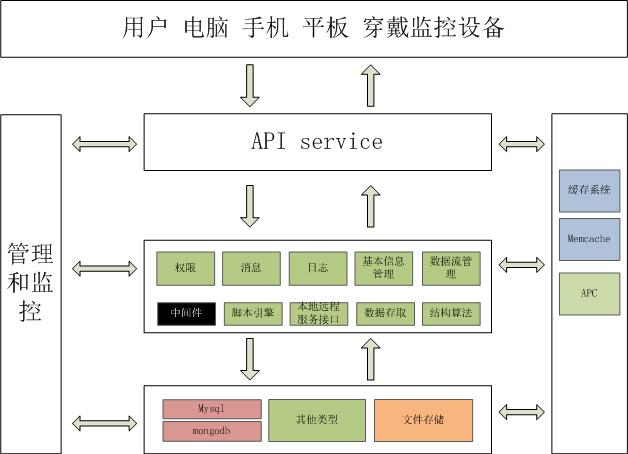 用户 电脑 手机 平板 穿戴监控设备
API service
管理
和监
控
缓存系统
Memcache
APC
权限
消息
日志
基本信息
管理
数据流管
理
中间件
脚本引擎
本地远程
服务接口
数据存取
结构算法
Mysql
mongodb
其他类型
文件存储